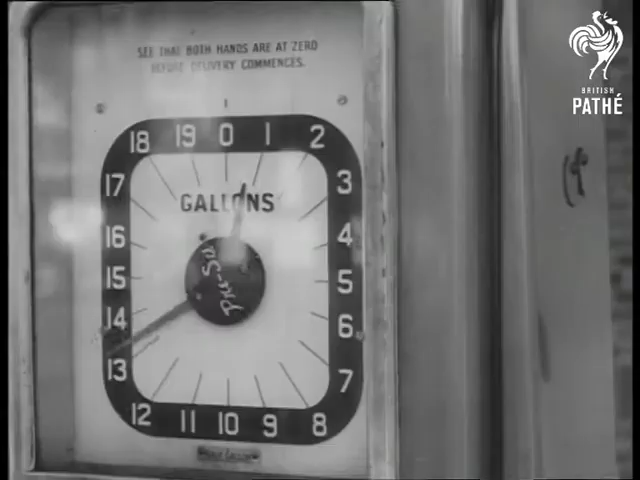 SEE THAT BOTH HANDS ARE AT ZERO
BEFORE DELIVERY COMMENCES.
BRITISH
PATHÉ
18 19 0 1 2
17 3
GALLONS
16 4
15 5
14 6
13 7
12 11 10 9 8